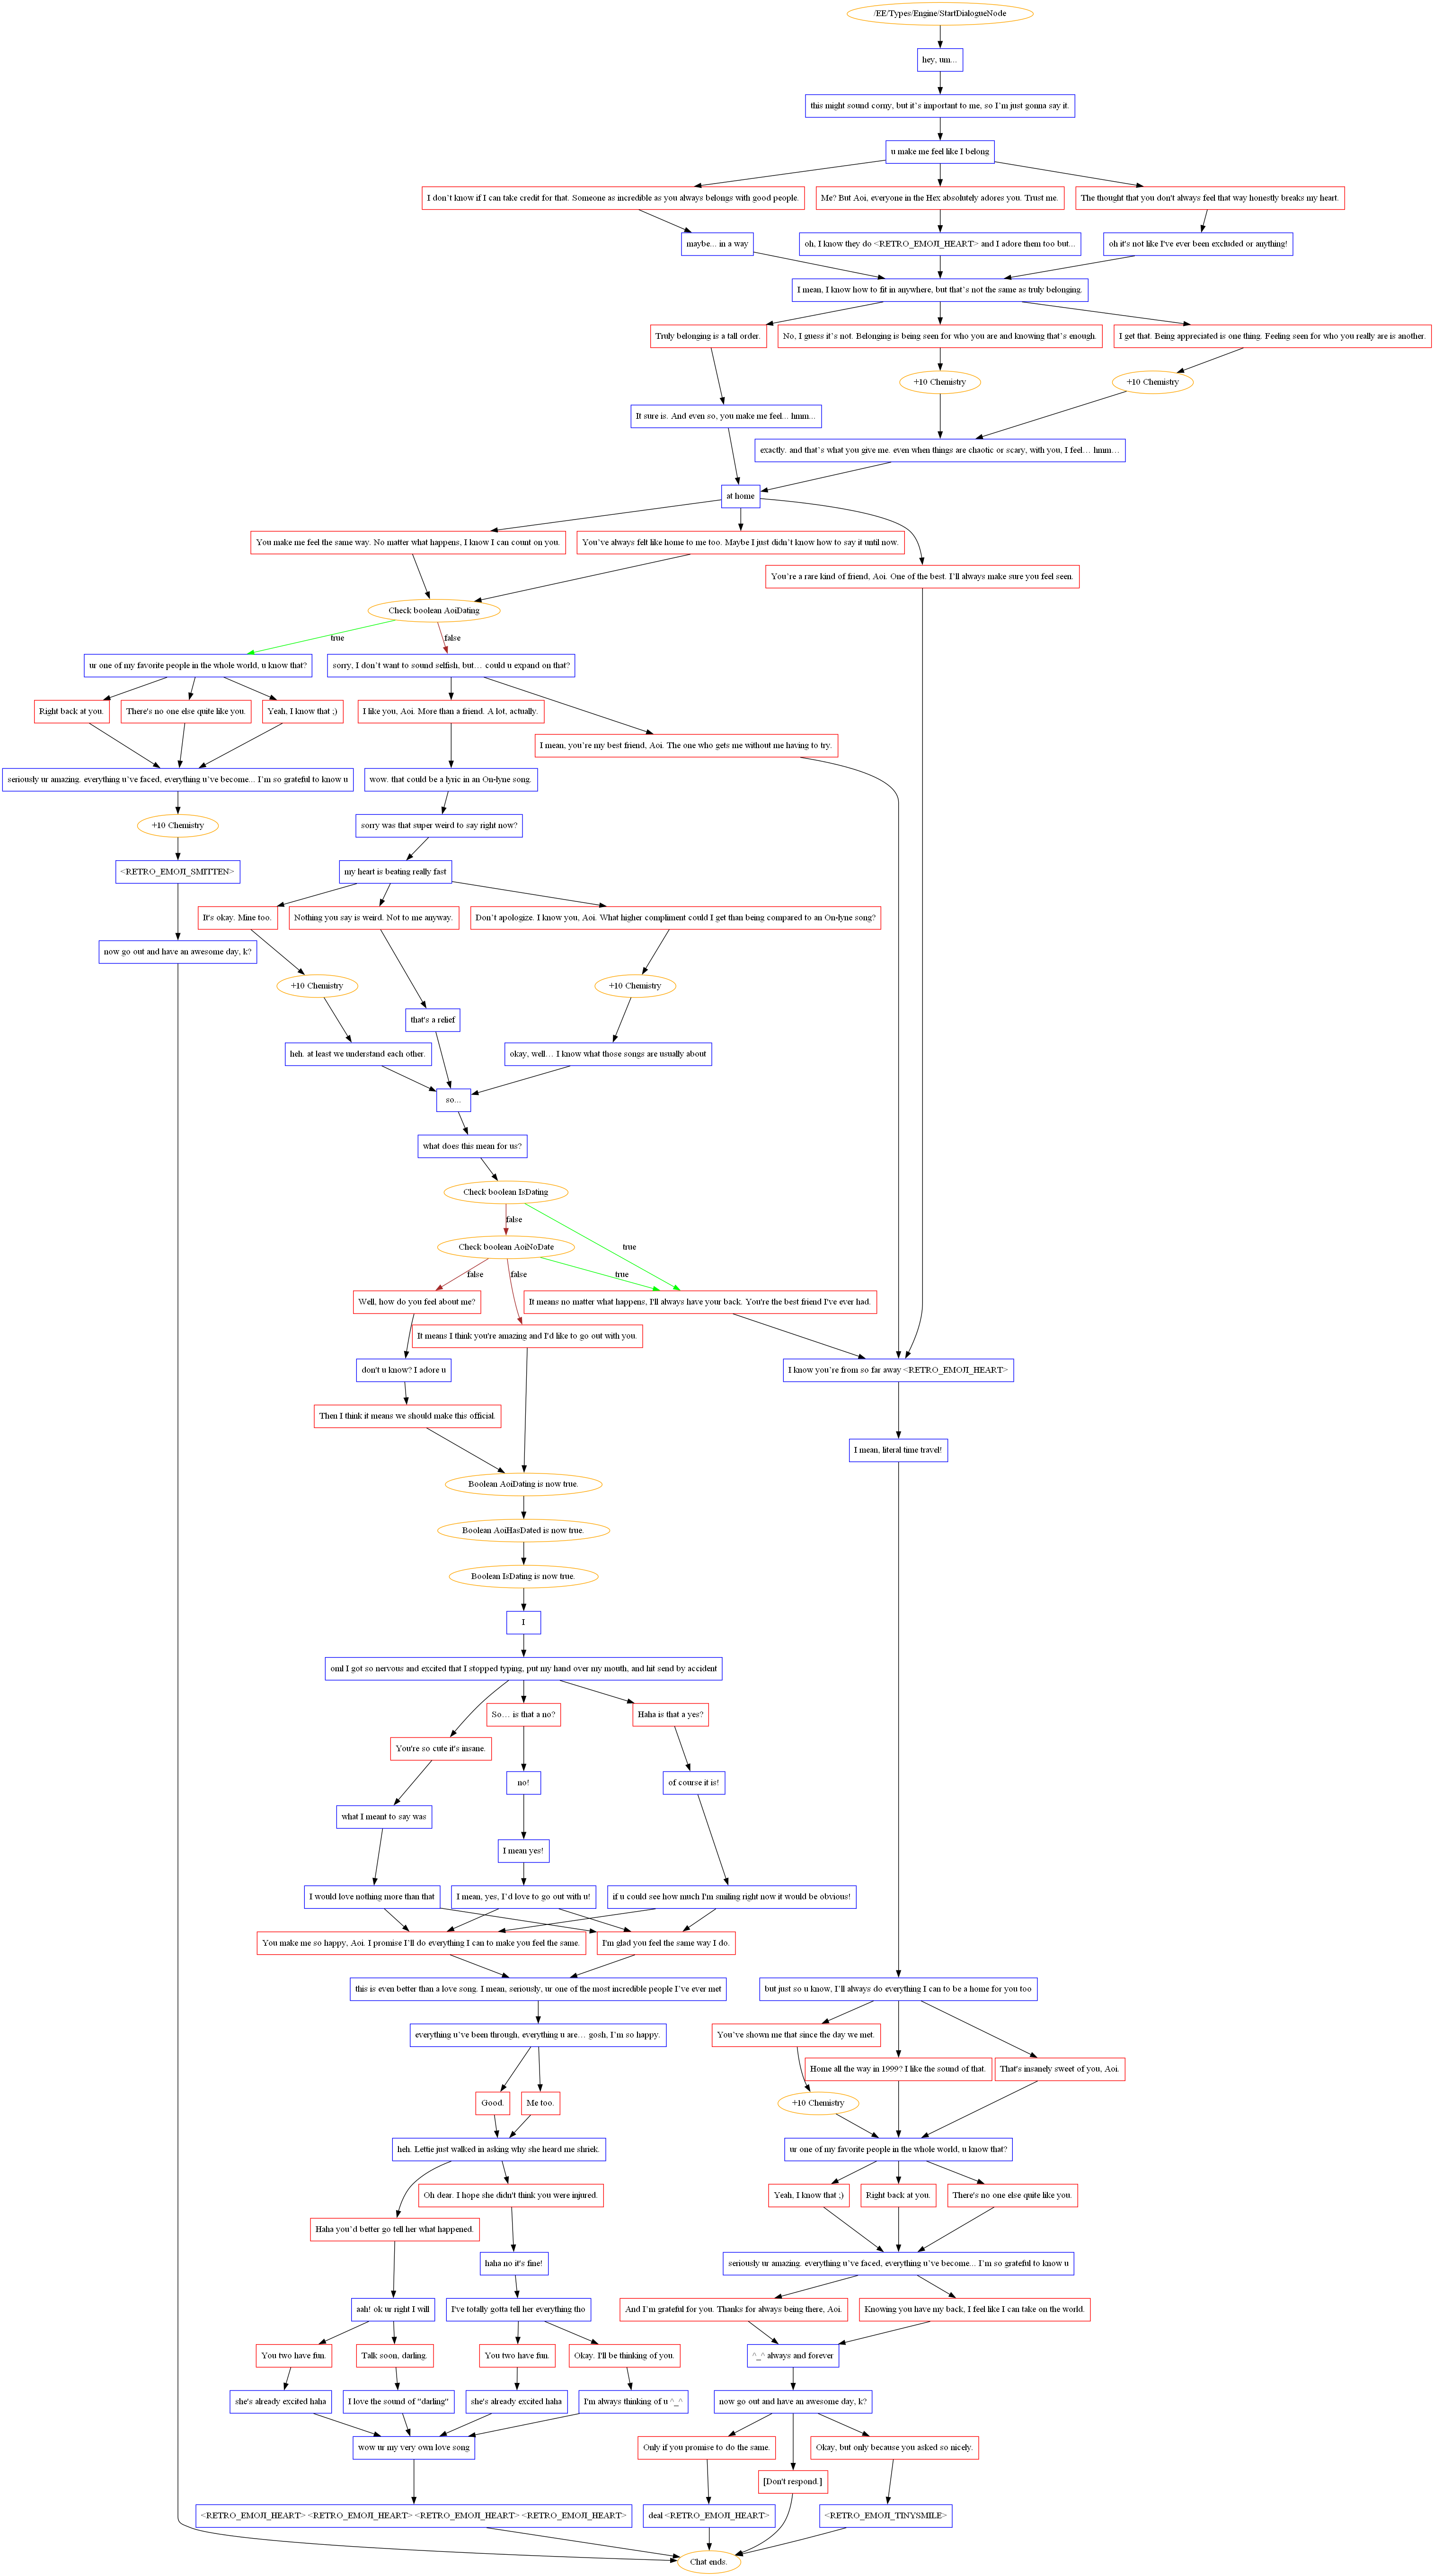 /EE/Types/Engine/StartDialogueNode
hey, um...
this might sound corny, but it's important to me, so I'm just gonna say it.
u make me feel like I belong
I don't know if I can take credit for that. Someone as incredible as you always belongs with good people.
Me? But Aoi, everyone in the Hex absolutely adores you. Trust me.
The thought that you don't always feel that way honestly breaks my heart.
maybe... in a way
oh, I know they do <RETRO_EMOJI_HEART> and I adore them too but...
oh it's not like I've ever been excluded or anything!
I mean, I know how to fit in anywhere, but that's not the same as truly belonging.
Truly belonging is a tall order.
No, I guess it's not. Belonging is being seen for who you are and knowing that's enough.
I get that. Being appreciated is one thing. Feeling seen for who you really are is another.
+10 Chemistry
+10 Chemistry
It sure is. And even so, you make me feel... hmm...
exactly. and that's what you give me. even when things are chaotic or scary, with you, I feel… hmm…
at home
You make me feel the same way. No matter what happens, I know I can count on you.
You've always felt like home to me too. Maybe I just didn't know how to say it until now.
You're a rare kind of friend, Aoi. One of the best. I'll always make sure you feel seen.
Check boolean AoiDating
true
false
ur one of my favorite people in the whole world, u know that?
sorry, I don't want to sound selfish, but… could u expand on that?
Right back at you.
There's no one else quite like you.
Yeah, I know that ;)
I like you, Aoi. More than a friend. A lot, actually.
I mean, you're my best friend, Aoi. The one who gets me without me having to try.
seriously ur amazing. everything u've faced, everything u've become... I'm so grateful to know u
wow. that could be a lyric in an On-lyne song.
+10 Chemistry
sorry was that super weird to say right now?
<RETRO_EMOJI_SMITTEN>
my heart is beating really fast
It's okay. Mine too.
Nothing you say is weird. Not to me anyway.
Don't apologize. I know you, Aoi. What higher compliment could I get than being compared to an On-lyne song?
now go out and have an awesome day, k?
+10 Chemistry
+10 Chemistry
that's a relief
heh. at least we understand each other.
okay, well… I know what those songs are usually about
so...
what does this mean for us?
Check boolean IsDating
false
true
Check boolean AoiNoDate
false
false
true
Well, how do you feel about me?
It means no matter what happens, I'll always have your back. You're the best friend I've ever had.
It means I think you're amazing and I'd like to go out with you.
don't u know? I adore u
I know you're from so far away <RETRO_EMOJI_HEART>
Then I think it means we should make this official.
I mean, literal time travel!
Boolean AoiDating is now true.
Boolean AoiHasDated is now true.
Boolean IsDating is now true.
I
oml I got so nervous and excited that I stopped typing, put my hand over my mouth, and hit send by accident
So… is that a no?
Haha is that a yes?
You're so cute it's insane.
no!
of course it is!
what I meant to say was
I mean yes!
I would love nothing more than that
I mean, yes, I'd love to go out with u!
if u could see how much I'm smiling right now it would be obvious!
You make me so happy, Aoi. I promise I'll do everything I can to make you feel the same.
I'm glad you feel the same way I do.
this is even better than a love song. I mean, seriously, ur one of the most incredible people I've ever met
but just so u know, I'll always do everything I can to be a home for you too
everything u've been through, everything u are… gosh, I'm so happy.
You've shown me that since the day we met.
Home all the way in 1999? I like the sound of that.
That's insanely sweet of you, Aoi.
Good.
Me too.
+10 Chemistry
heh. Lettie just walked in asking why she heard me shriek.
ur one of my favorite people in the whole world, u know that?
Oh dear. I hope she didn't think you were injured.
Yeah, I know that ;)
Right back at you.
There's no one else quite like you.
Haha you'd better go tell her what happened.
haha no it's fine!
seriously ur amazing. everything u've faced, everything u've become... I'm so grateful to know u
aah! ok ur right I will
I've totally gotta tell her everything tho
And I'm grateful for you. Thanks for always being there, Aoi.
Knowing you have my back, I feel like I can take on the world.
You two have fun.
Talk soon, darling.
You two have fun.
Okay. I'll be thinking of you.
^_^ always and forever
she's already excited haha
I love the sound of "darling"
she's already excited haha
I'm always thinking of u ^_^
now go out and have an awesome day, k?
wow ur my very own love song
Only if you promise to do the same.
Okay, but only because you asked so nicely.
[Don't respond.]
<RETRO_EMOJI_HEART> <RETRO_EMOJI_HEART> <RETRO_EMOJI_HEART> <RETRO_EMOJI_HEART>
deal <RETRO_EMOJI_HEART>
<RETRO_EMOJI_TINYSMILE>
Chat ends.